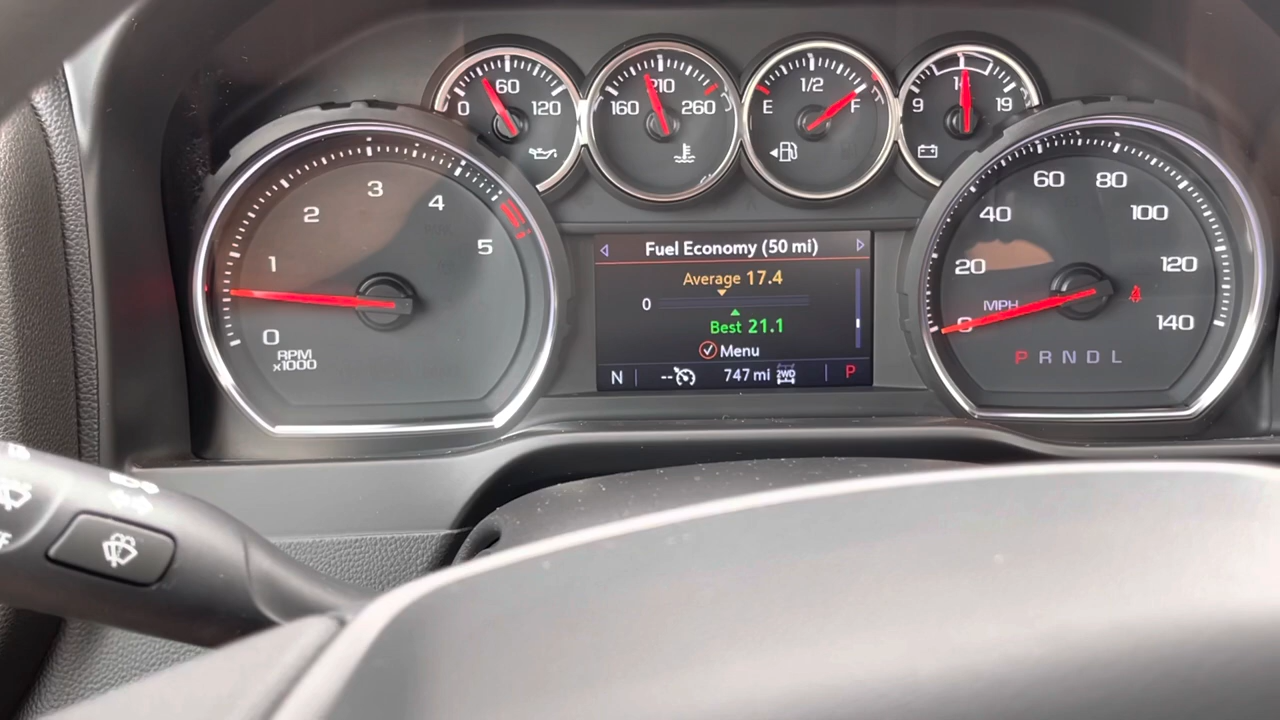 0 60 120
160 210 260
E 1/2 F
9 19
0 1 2 3 4 5
RPM
x1000
Fuel Economy (50 mi)
Average 17.4
0
Best 21.1
Menu
N -- 747 mi 2WD P
0 20 40 60 80 100 120 140
MPH
4
P R N D L